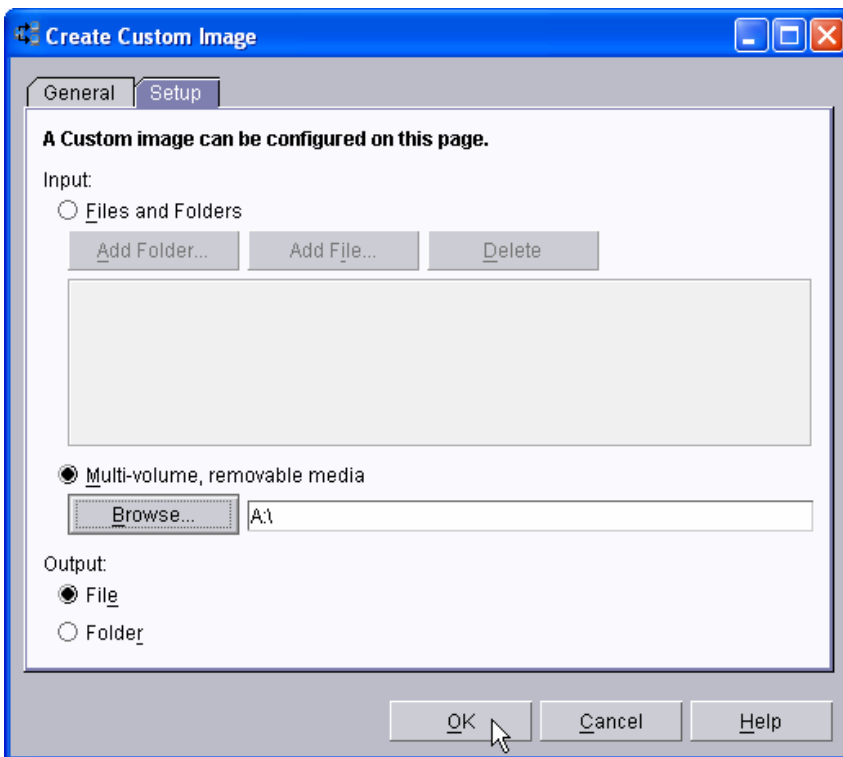 Create Custom Image
General Setup
A Custom image can be configured on this page.
Input:
Files and Folders
Add Folder... Add File... Delete
Multi-volume, removable media
Browse... A:\
Output:
File
Folder
OK Cancel Help